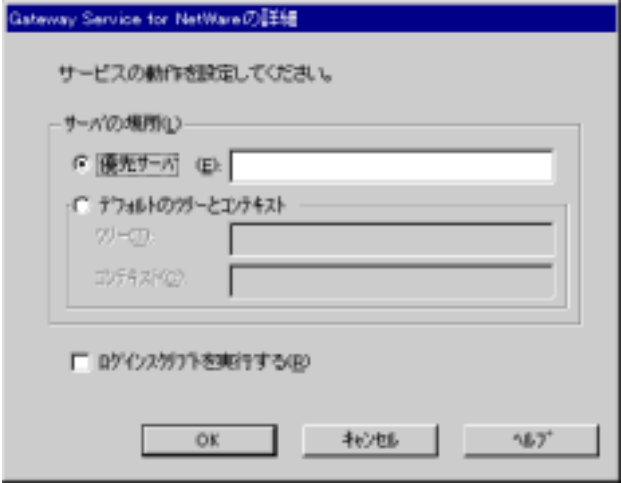 Gateway Service for NetWareの詳細
サービスの動作を設定してください。
サーバの場所(L)
優先サーバ (E):
デフォルトのツリーとコンテキスト
ツリー(T):
コンテキスト(C):
ログインスクリプトを実行する(R)
OK キャンセル ヘルプ